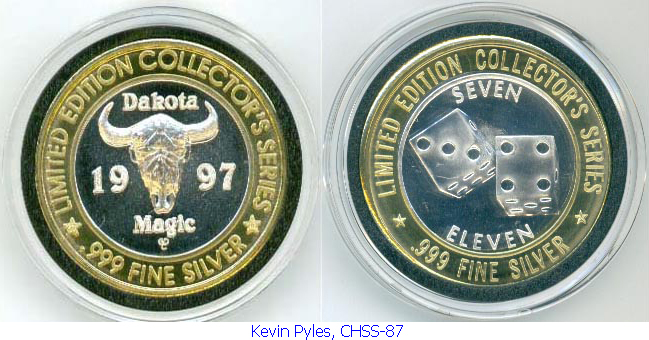 LIMITED EDITION COLLECTOR'S SERIES
Dakota
19 97
Magic
.999 FINE SILVER
LIMITED EDITION COLLECTOR'S SERIES
SEVEN
ELEVEN
.999 FINE SILVER
Kevin Pyles, CHSS-87